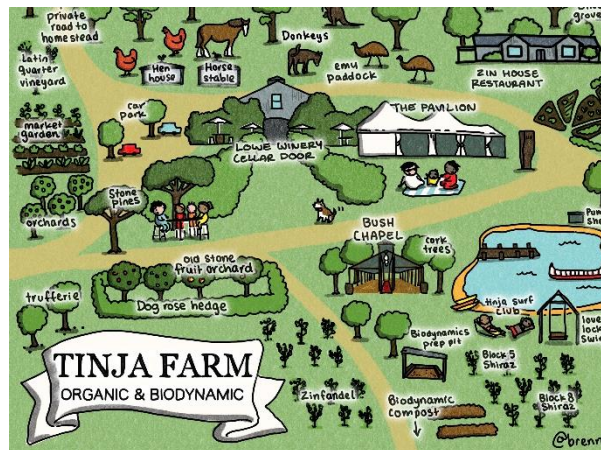 private
road to
homestead
Latin
quarter
vineyard
Hen
house
Horse
stable
Donkeys
emu
paddock
grove
ZIN HOUSE
RESTAURANT
car
park
market
garden
LOWE WINERY
CELLAR DOOR
THE PAVILION
Stone
pines
orchards
BUSH
CHAPEL
cork
trees
old stone
fruit orchard
Dog rose hedge
trufferie
tinja surf
club
TINJA FARM
ORGANIC & BIODYNAMIC
Biodynamics
prep pit
Block 5
Shiraz
Zinfandel
Biodynamic
compost
Block 8
Shiraz